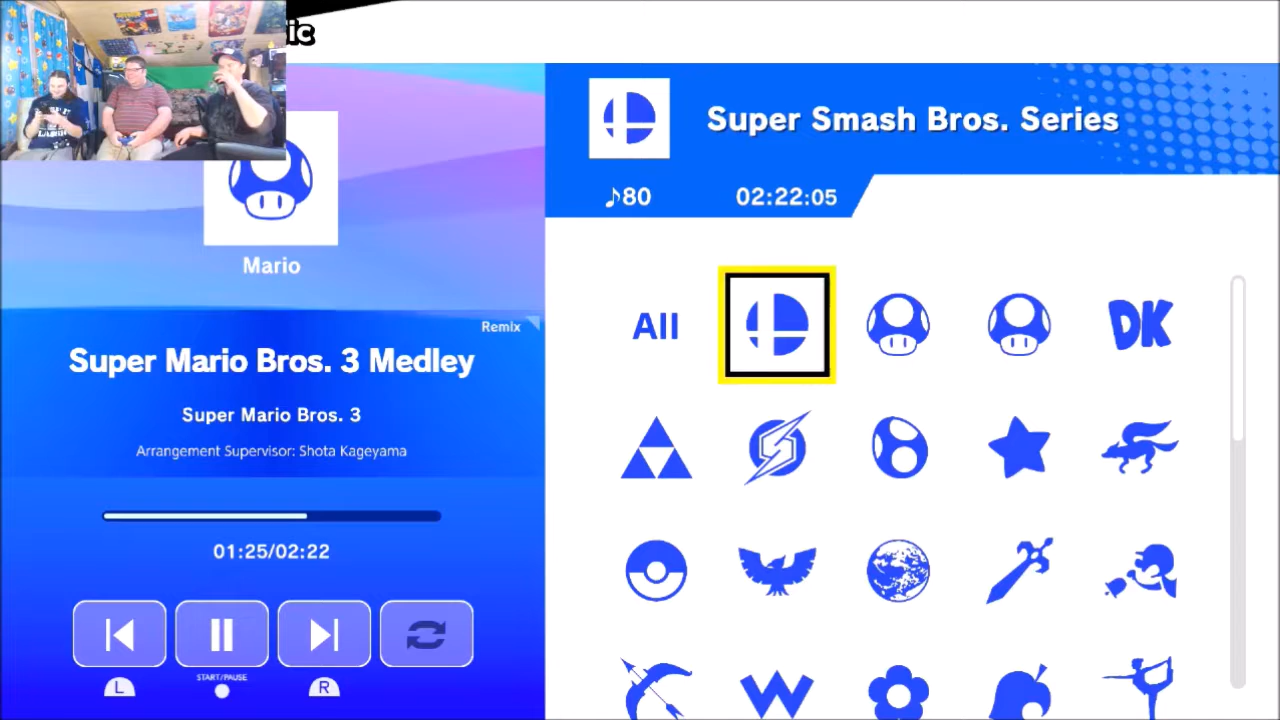 ic
Super Smash Bros. Series
♪80 02:22:05
Mario
Remix
Super Mario Bros. 3 Medley
Super Mario Bros. 3
Arrangement Supervisor: Shota Kageyama
01:25/02:22
L
START/PAUSE
R
All
DK
W